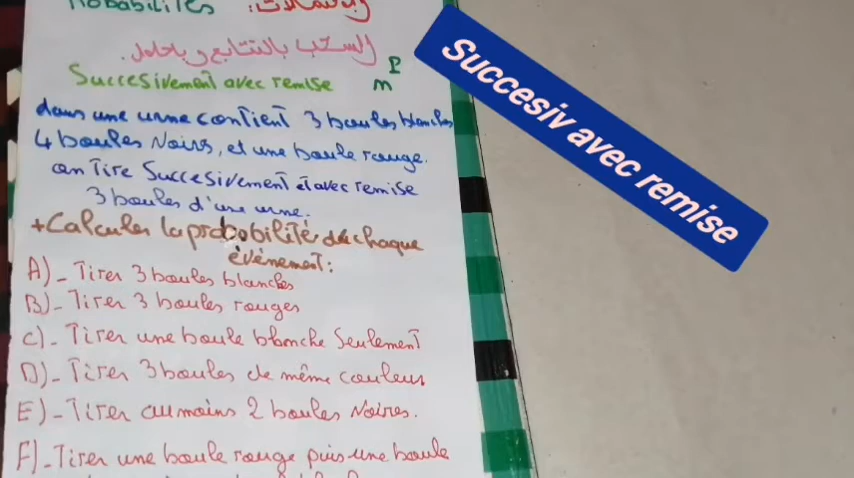 Probabilités الاحتمالات:
السحب بالتتابع وبإحلال.
Succesivement avec remise
n P
dans une urne contient 3 boules blanches
4 boules Noirs, et une boule rouge.
on Tire Succesivement et avec remise
3 boules d'une urne.
+ Calculer la probabilité de chaque
événement:
A)- Tirer 3 boules blanches
B)- Tirer 3 boules rouges
C)- Tirer une boule blanche Seulement
D)- Tirer 3 boules de même couleur
E)- Tirer au moins 2 boules Noires.
F)- Tirer une boule rouge puis une boule
Succesiv avec remise